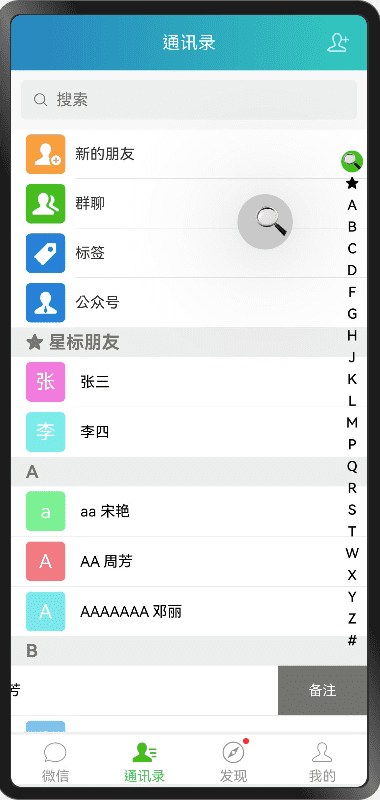 通讯录
搜索
新的朋友
群聊
标签
公众号
★ 星标朋友
张 张三
李 李四
A
a aa 宋艳
A AA 周芳
A AAAAAAA 邓丽
B
芳 备注
★
A
B
C
D
F
G
H
J
K
L
M
P
Q
R
S
T
W
X
Y
Z
#
微信 通讯录 发现 我的